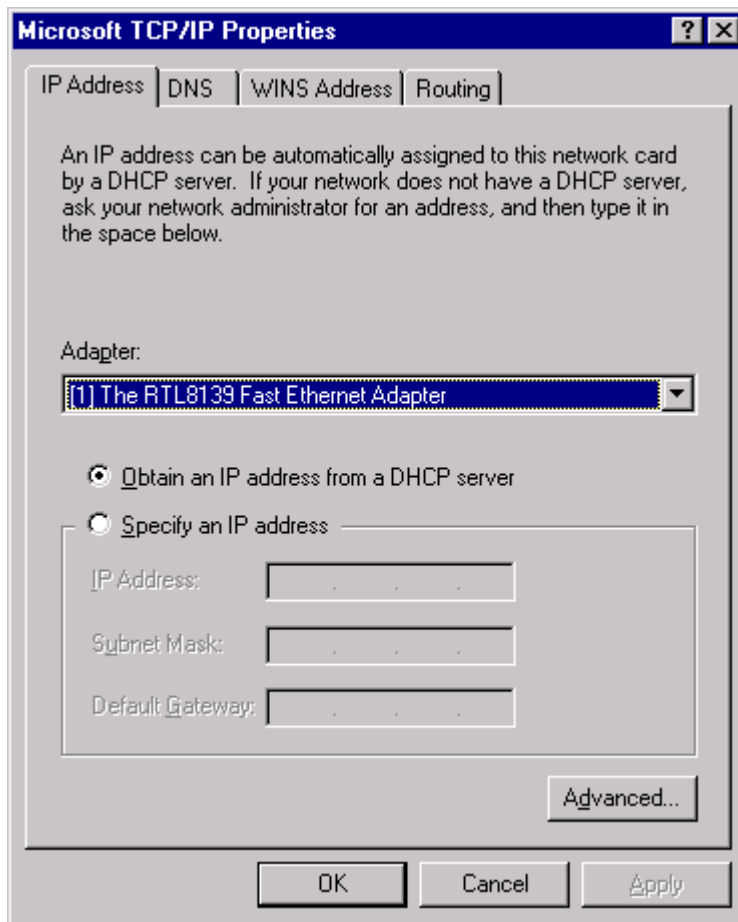 Microsoft TCP/IP Properties
IP Address DNS WINS Address Routing
An IP address can be automatically assigned to this network card
by a DHCP server. If your network does not have a DHCP server,
ask your network administrator for an address, and then type it in
the space below.
Adapter:
[1] The RTL8139 Fast Ethernet Adapter
Obtain an IP address from a DHCP server
Specify an IP address
IP Address:
Subnet Mask:
Default Gateway:
Advanced...
OK Cancel Apply